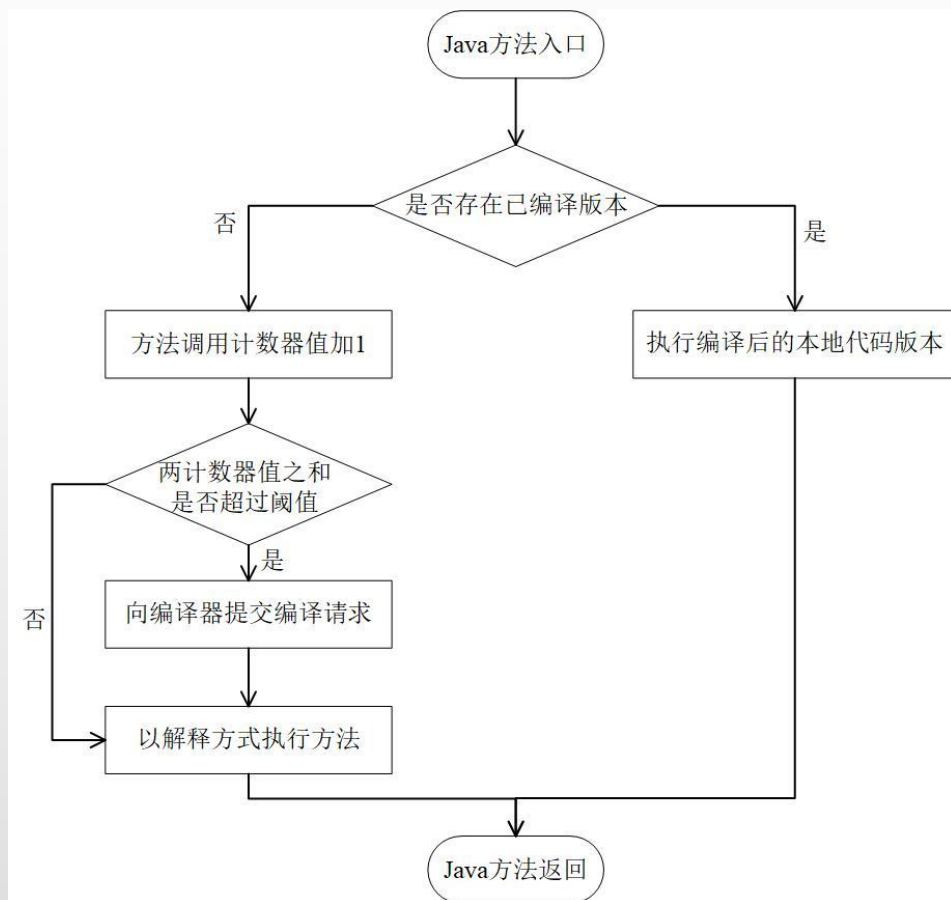 Java方法入口
是否存在已编译版本
否
是
方法调用计数器值加1
执行编译后的本地代码版本
两计数器值之和
是否超过阈值
是
向编译器提交编译请求
否
以解释方式执行方法
Java方法返回